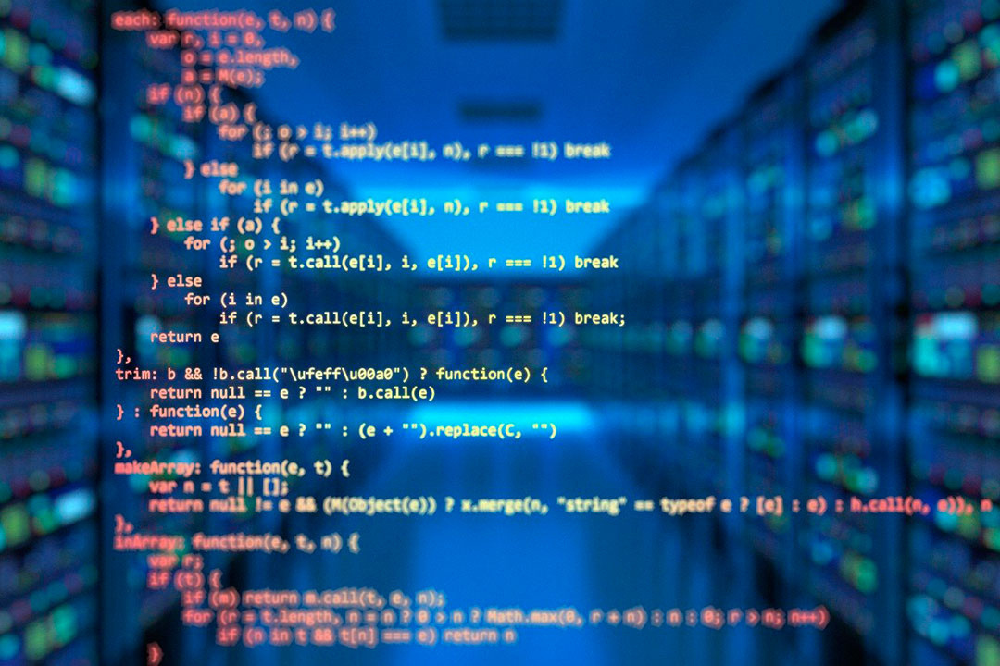 each: function(e, t, n) {
var r, i = 0,
o = e.length,
a = M(e);
if (n) {
if (a) {
for (; o > i; i++)
if (r = t.apply(e[i], n), r === !1) break
} else
for (i in e)
if (r = t.apply(e[i], n), r === !1) break
} else if (a) {
for (; o > i; i++)
if (r = t.call(e[i], i, e[i]), r === !1) break
} else
for (i in e)
if (r = t.call(e[i], i, e[i]), r === !1) break;
return e
},
trim: b && !b.call("\ufeff\u00a0") ? function(e) {
return null == e ? "" : b.call(e)
} : function(e) {
return null == e ? "" : (e + "").replace(C, "")
},
makeArray: function(e, t) {
var n = t || [];
return null != e && (M(Object(e)) ? x.merge(n, "string" == typeof e ? [e] : e) : h.call(n, e)), n
},
inArray: function(e, t, n) {
var r;
if (t) {
if (m) return m.call(t, e, n);
for (r = t.length, n = n ? 0 > n ? Math.max(0, r + n) : n : 0; r > n; n++)
if (n in t && t[n] === e) return n
}